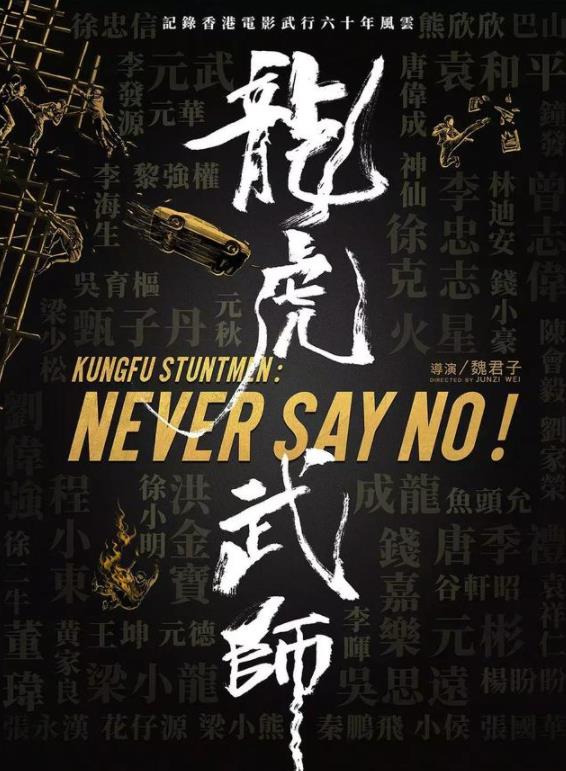 記錄香港電影武行六十年風雲
龍虎武師
KUNGFU STUNTMEN:
NEVER SAY NO!
導演/魏君子
DIRECTED BY JUNZI WEI
徐忠信
熊欣欣
巴山
李發源
元武
元華
唐偉成
袁和平
鐘發
李海生
黎強權
神仙
李忠志
林迪安
曾志偉
吳育樞
徐克
火星
錢小豪
梁少松
甄子丹
元秋
陳會毅
劉偉強
劉家榮
程小東
徐小明
洪金寶
成龍
魚頭允
徐二牛
錢嘉樂
唐季禮
谷軒昭
袁祥仁
董瑋
黃家良
王坤
元德
李暉
元彬
梁小龍
吳思遠
楊盼盼
張永漢
花仔源
梁小熊
秦鵬飛
小侯
張國華